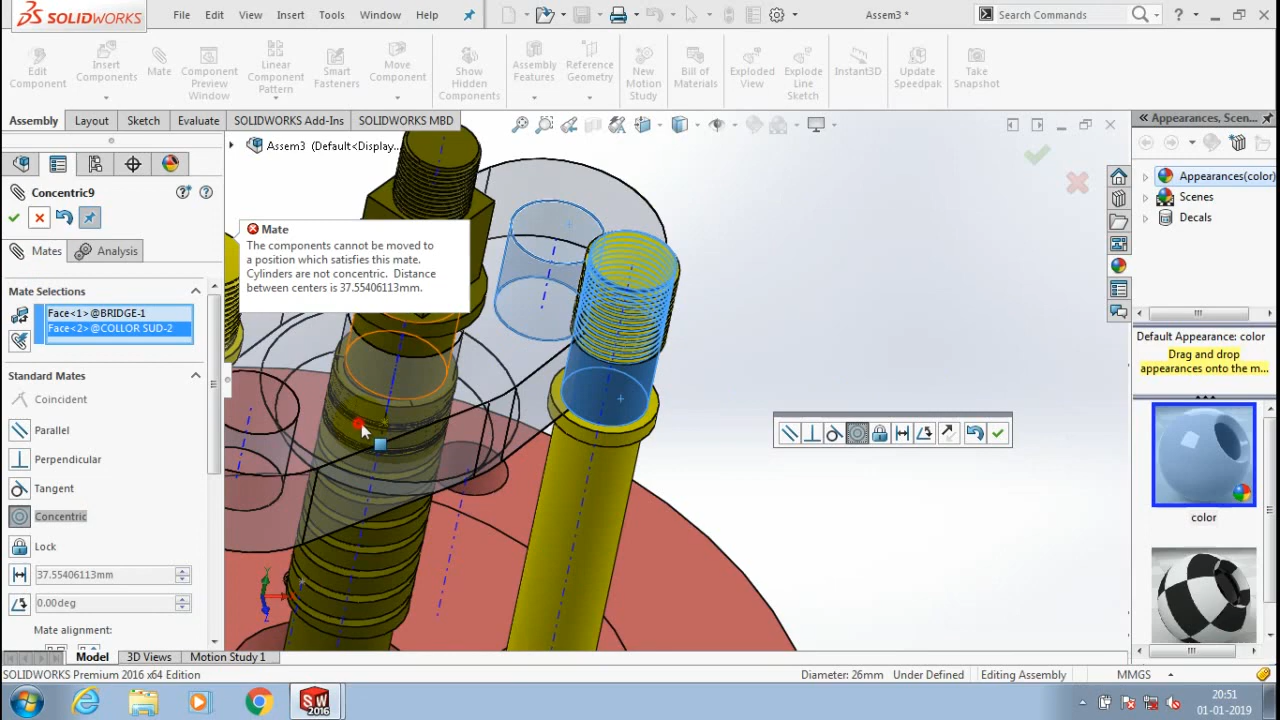 SOLIDWORKS
File Edit View Insert Tools Window Help
Assem3 *
Search Commands
Edit Component
Insert Components
Mate
Component Preview Window
Linear Component Pattern
Smart Fasteners
Move Component
Show Hidden Components
Assembly Features
Reference Geometry
New Motion Study
Bill of Materials
Exploded View
Explode Line Sketch
Instant3D
Update Speedpak
Take Snapshot
Assembly Layout Sketch Evaluate SOLIDWORKS Add-Ins SOLIDWORKS MBD
Assem3 (Default<Display...
Concentric9
Mates Analysis
Mate Selections
Face<1>@BRIDGE-1
Face<2>@COLLOR SUD-2
Standard Mates
Coincident
Parallel
Perpendicular
Tangent
Concentric
Lock
37.55406113mm
0.00deg
Mate alignment:
Mate
The components cannot be moved to
a position which satisfies this mate.
Cylinders are not concentric. Distance
between centers is 37.55406113mm.
Appearances, Scen...
Appearances(color)
Scenes
Decals
Default Appearance: color
Drag and drop
appearances onto the m...
color
Model 3D Views Motion Study 1
SOLIDWORKS Premium 2016 x64 Edition
Diameter: 26mm Under Defined Editing Assembly MMGS
SW
2016
20:51
01-01-2019